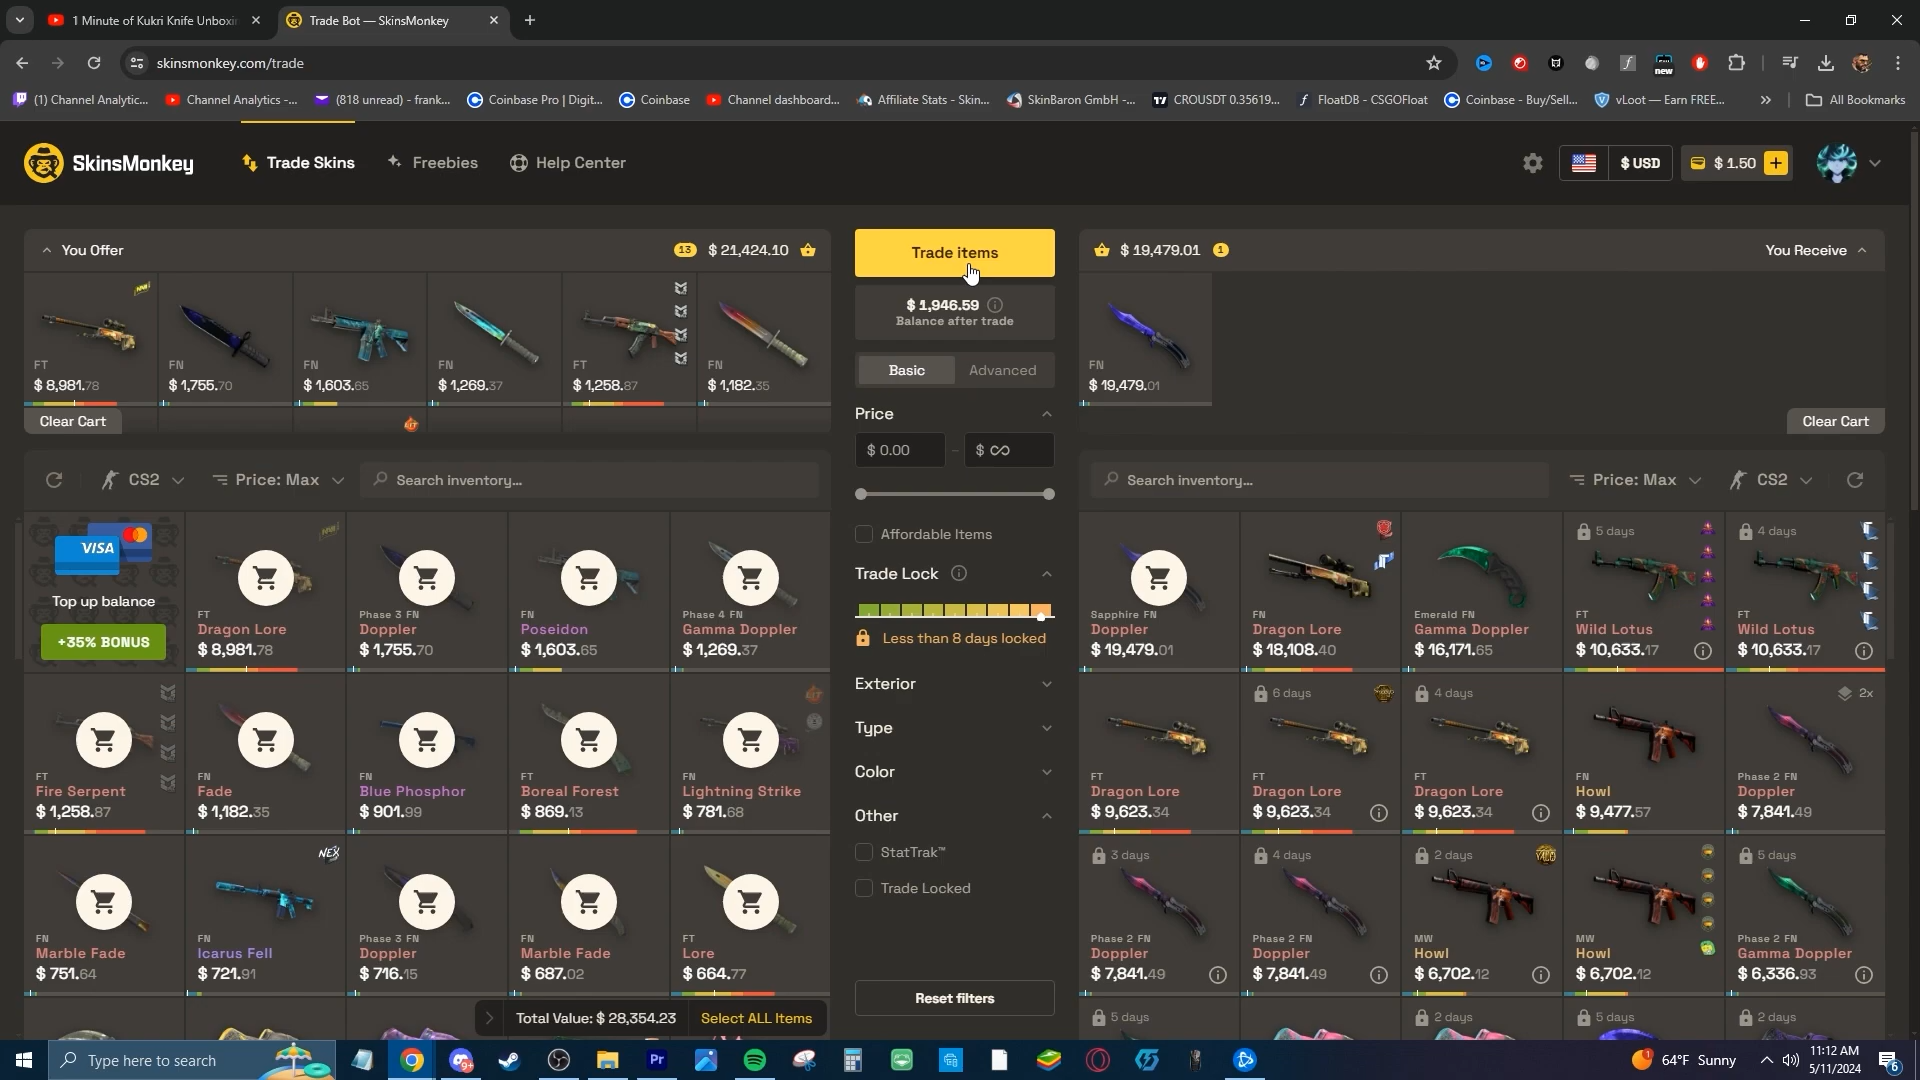 1 Minute of Kukri Knife Unboxin
Trade Bot — SkinsMonkey
skinsmonkey.com/trade
new
(1) Channel Analytic...
Channel Analytics -...
(818 unread) - frank...
Coinbase Pro | Digit...
Coinbase
Channel dashboard...
Affiliate Stats - Skin...
SkinBaron GmbH -...
CROUSDT 0.35619...
FloatDB - CSGOFloat
Coinbase - Buy/Sell...
vLoot — Earn FREE...
All Bookmarks
SkinsMonkey
Trade Skins
Freebies
Help Center
$ USD
$ 1.50
You Offer
13
$ 21,424.10
FT
$ 8,981.78
FN
$ 1,755.70
FN
$ 1,603.65
FN
$ 1,269.37
FT
$ 1,258.87
FN
$ 1,182.35
Clear Cart
Trade items
$ 1,946.59
Balance after trade
Basic
Advanced
Price
$ 0.00
-
$ ∞
Affordable Items
Trade Lock
Less than 8 days locked
Exterior
Type
Color
Other
StatTrak™
Trade Locked
Reset filters
$ 19,479.01
1
You Receive
FN
$ 19,479.01
Clear Cart
CS2
Price: Max
Search inventory...
VISA
Top up balance
+35% BONUS
FT
Dragon Lore
$ 8,981.78
Phase 3 FN
Doppler
$ 1,755.70
FN
Poseidon
$ 1,603.65
Phase 4 FN
Gamma Doppler
$ 1,269.37
FT
Fire Serpent
$ 1,258.87
FN
Fade
$ 1,182.35
FN
Blue Phosphor
$ 901.99
FT
Boreal Forest
$ 869.13
FN
Lightning Strike
$ 781.68
FN
Marble Fade
$ 751.64
NEX
FN
Icarus Fell
$ 721.91
Phase 3 FN
Doppler
$ 716.15
FN
Marble Fade
$ 687.02
FT
Lore
$ 664.77
Total Value: $ 28,354.23
Select ALL Items
Search inventory...
Price: Max
CS2
Sapphire FN
Doppler
$ 19,479.01
FN
Dragon Lore
$ 18,108.40
Emerald FN
Gamma Doppler
$ 16,171.65
5 days
FT
Wild Lotus
$ 10,633.17
4 days
FT
Wild Lotus
$ 10,633.17
FT
Dragon Lore
$ 9,623.34
6 days
FT
Dragon Lore
$ 9,623.34
4 days
FT
Dragon Lore
$ 9,623.34
FN
Howl
$ 9,477.57
2x
Phase 2 FN
Doppler
$ 7,841.49
3 days
Phase 2 FN
Doppler
$ 7,841.49
4 days
Phase 2 FN
Doppler
$ 7,841.49
2 days
MW
Howl
$ 6,702.12
MW
Howl
$ 6,702.12
5 days
Phase 2 FN
Gamma Doppler
$ 6,336.93
5 days
2 days
5 days
2 days
Type here to search
9+
Pr
1
64°F Sunny
11:12 AM
5/11/2024
6